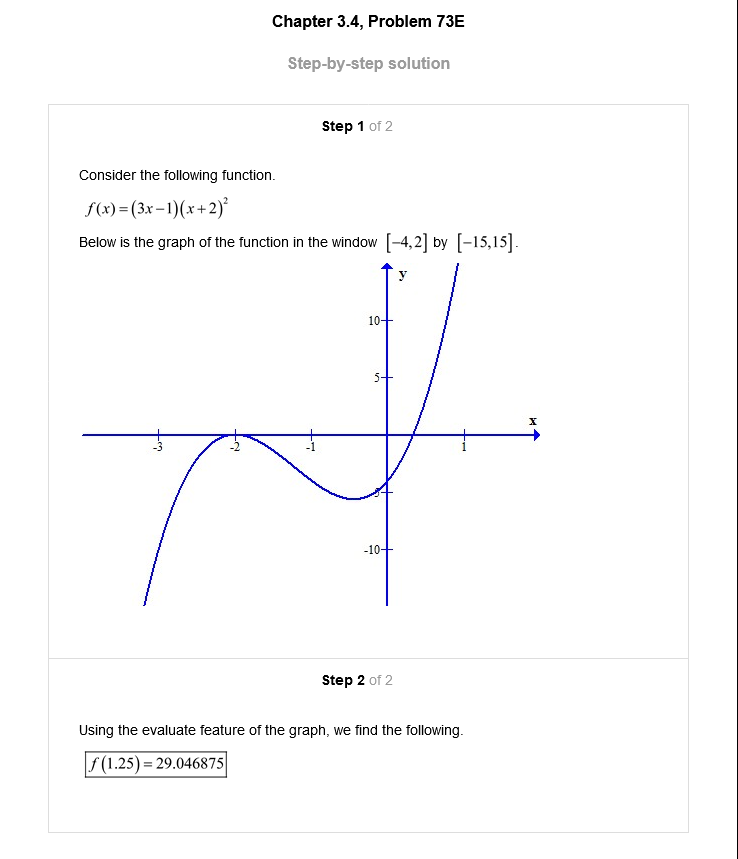 Chapter 3.4, Problem 73E
Step-by-step solution
Step 1 of 2
Consider the following function.
f(x)=(3x−1)(x+2)²
Below is the graph of the function in the window [−4,2] by [−15,15].
y
10
5
x
-3 -2 -1 1
-5
-10
Step 2 of 2
Using the evaluate feature of the graph, we find the following.
f(1.25)=29.046875